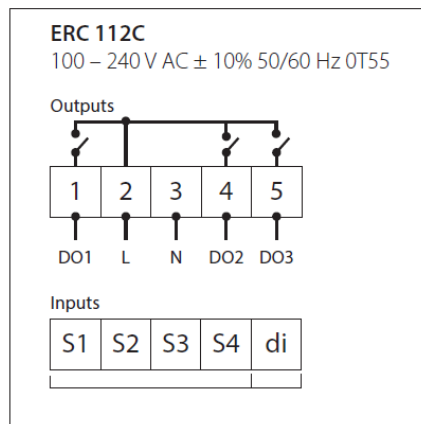 ERC 112C
100 – 240 V AC ± 10% 50/60 Hz 0T55
Outputs
1 2 3 4 5
DO1 L N DO2 DO3
Inputs
S1 S2 S3 S4 di